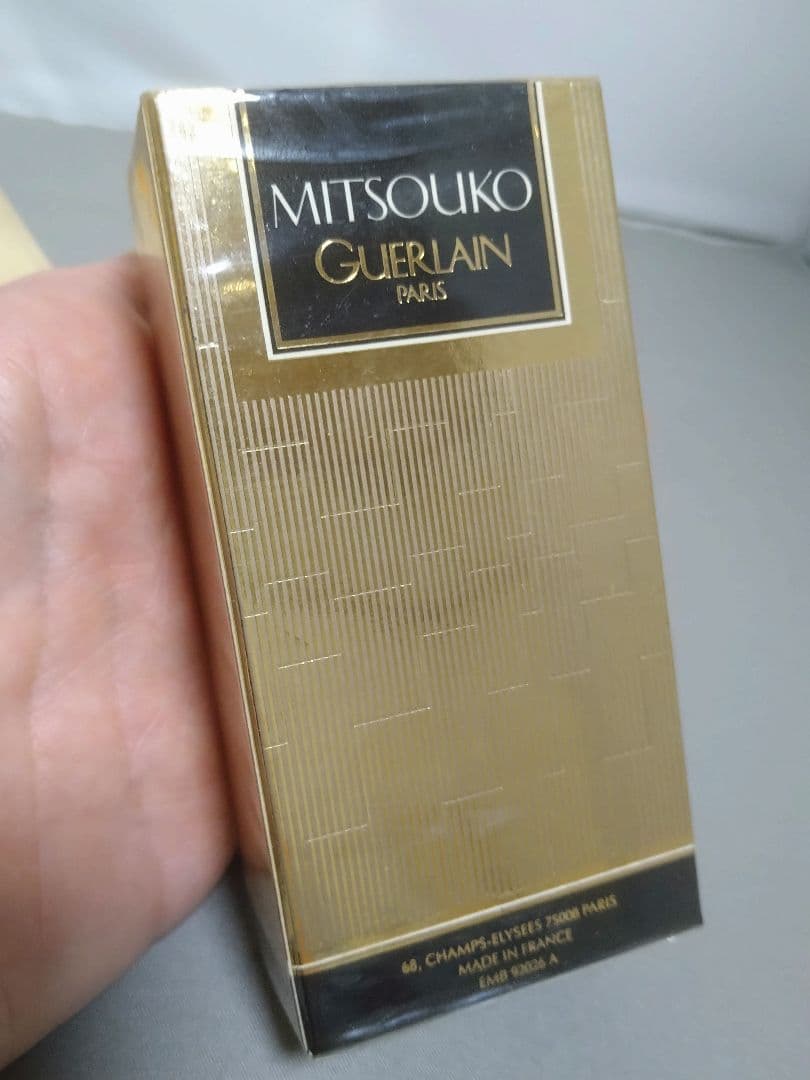 MITSOUKO
GUERLAIN
PARIS
68, CHAMPS-ELYSEES 75008 PARIS
MADE IN FRANCE
EMB 92026 A